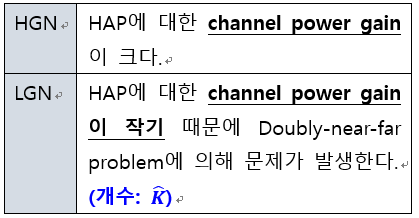 HGN HAP에 대한 channel power gain
이 크다.
LGN HAP에 대한 channel power gain
이 작기 때문에 Doubly-near-far
problem에 의해 문제가 발생한다.
(개수: K̂)